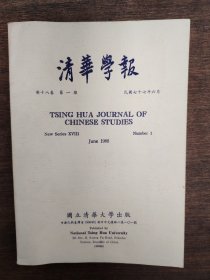 清華學報
新十八卷 第一期
民國七十七年六月
TSING HUA JOURNAL OF
CHINESE STUDIES
New Series XVIII
Number 1
June 1988
國立清華大學出版
Published by
National Tsing Hua University